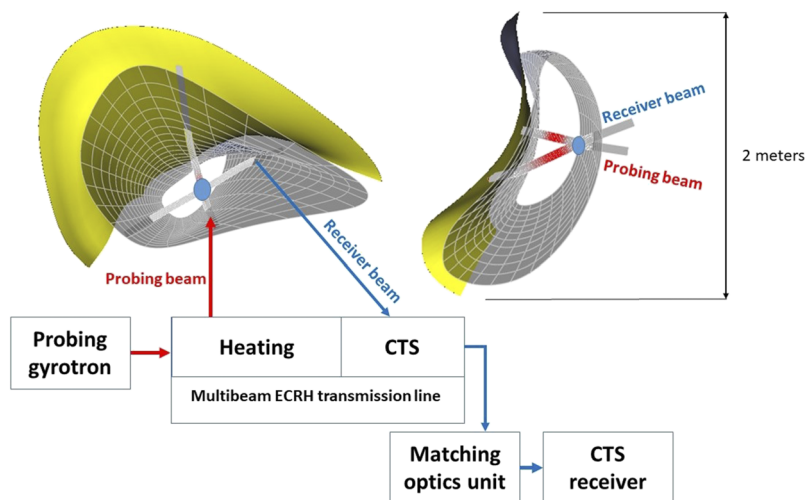 Receiver beam
2 meters
Probing beam
Receiver beam
Probing beam
Probing
gyrotron
Heating
CTS
Multibeam ECRH transmission line
Matching
optics unit
CTS
receiver